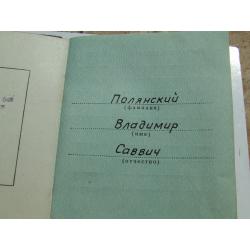 Полянский
(фамилия)
Владимир
(имя)
Саввич
(отчество)